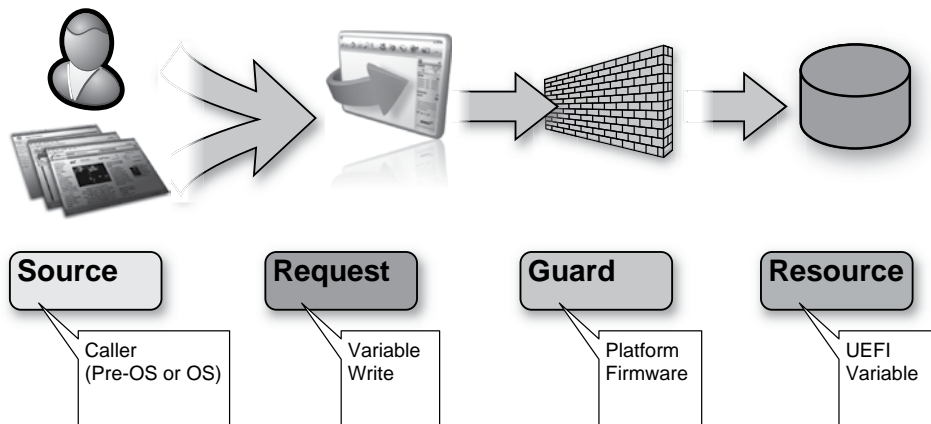 Source
Request
Guard
Resource
Caller
(Pre-OS or OS)
Variable
Write
Platform
Firmware
UEFI
Variable